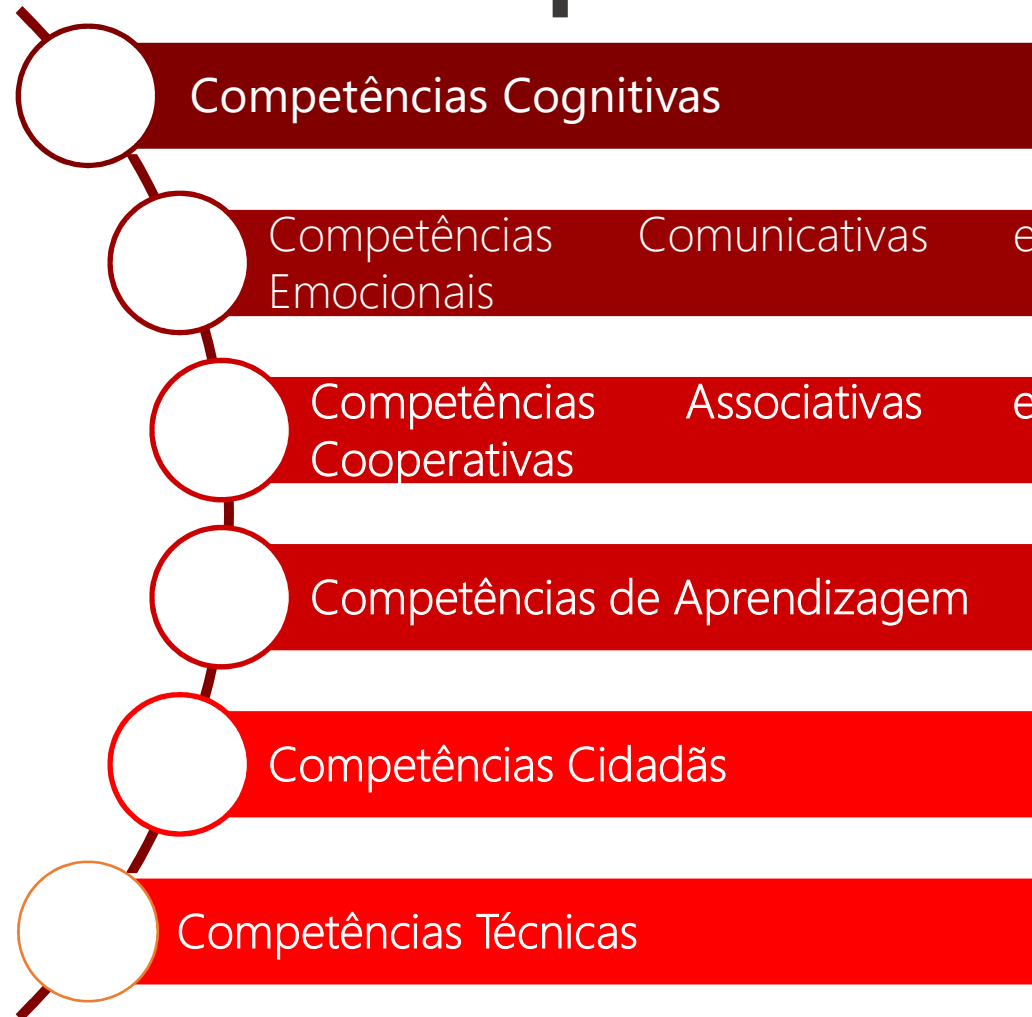 Competências Cognitivas
Competências Comunicativas e
Emocionais
Competências Associativas e
Cooperativas
Competências de Aprendizagem
Competências Cidadãs
Competências Técnicas